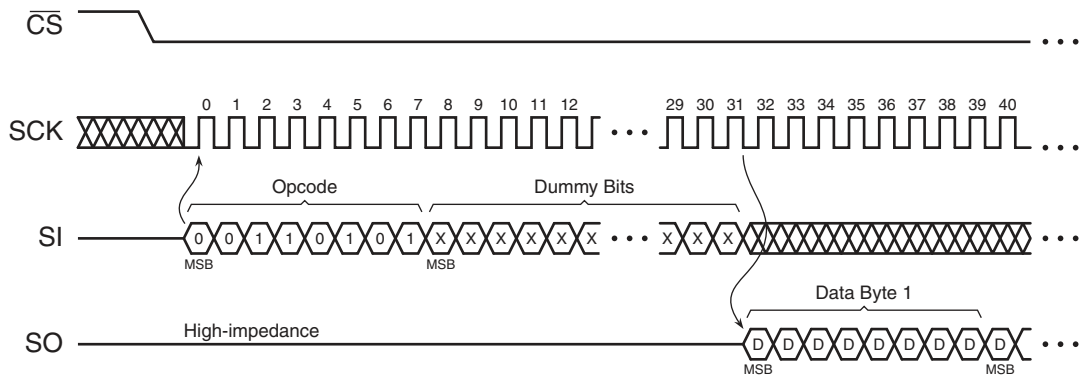 CS
0 1 2 3 4 5 6 7 8 9 10 11 12 29 30 31 32 33 34 35 36 37 38 39 40
SCK
Opcode Dummy Bits
SI 0 0 1 1 0 1 0 1 X X X X X X X X X
MSB MSB
Data Byte 1
High-impedance
SO D D D D D D D D D
MSB MSB